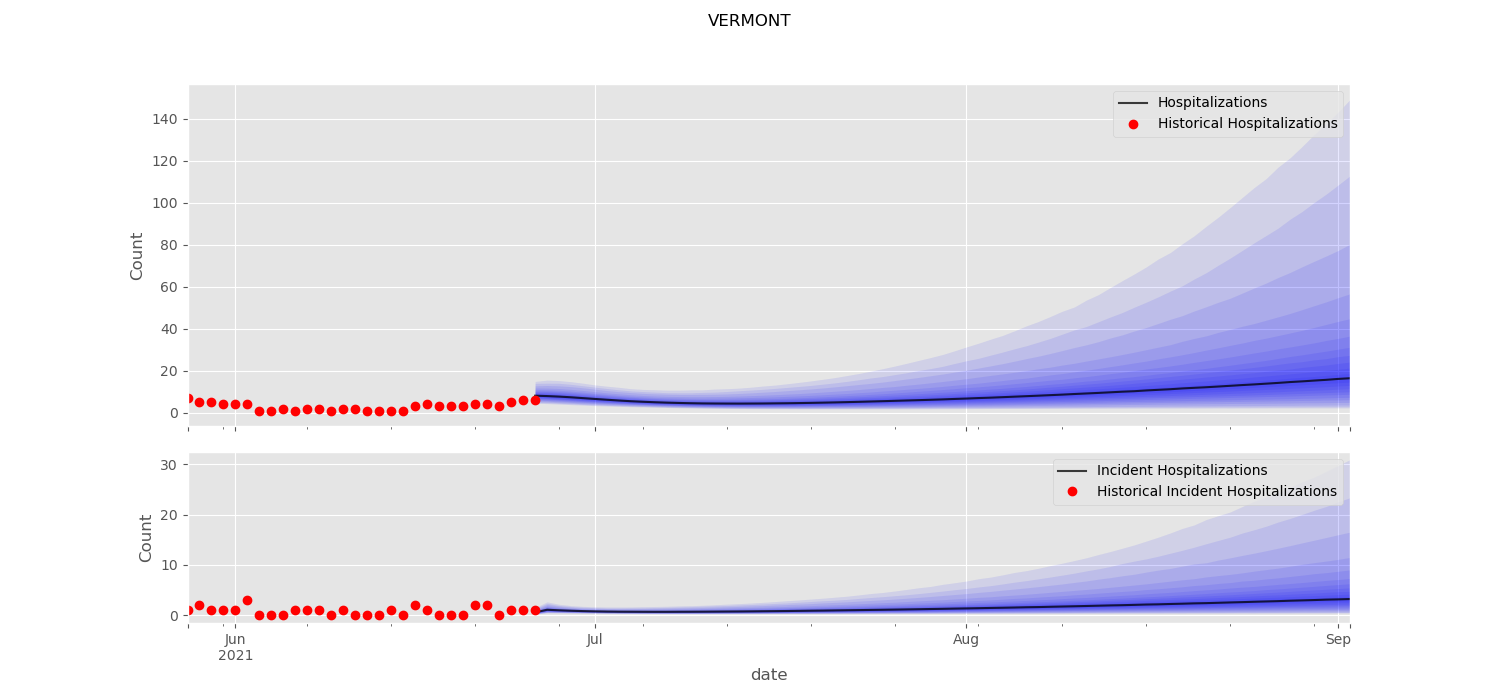 VERMONT
Hospitalizations
Historical Hospitalizations
140
120
100
80
60
40
20
0
Count
Incident Hospitalizations
Historical Incident Hospitalizations
30
20
10
0
Count
Jun
2021
Jul
Aug
Sep
date